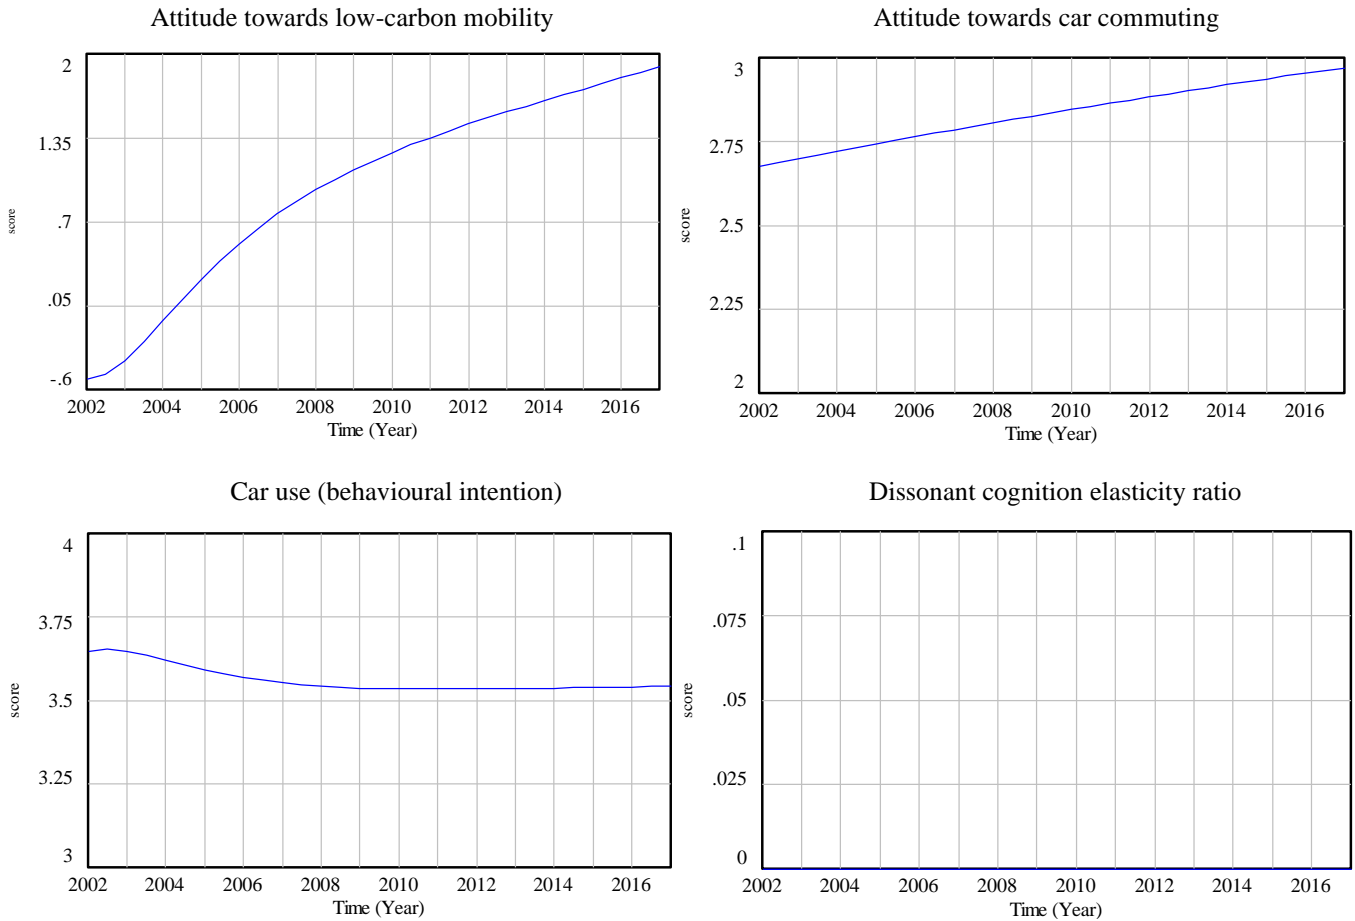 Attitude towards low-carbon mobility
2
1.35
.7
.05
-.6
score
2002 2004 2006 2008 2010 2012 2014 2016
Time (Year)
Attitude towards car commuting
3
2.75
2.5
2.25
2
score
2002 2004 2006 2008 2010 2012 2014 2016
Time (Year)
Car use (behavioural intention)
4
3.75
3.5
3.25
3
score
2002 2004 2006 2008 2010 2012 2014 2016
Time (Year)
Dissonant cognition elasticity ratio
.1
.075
.05
.025
0
score
2002 2004 2006 2008 2010 2012 2014 2016
Time (Year)